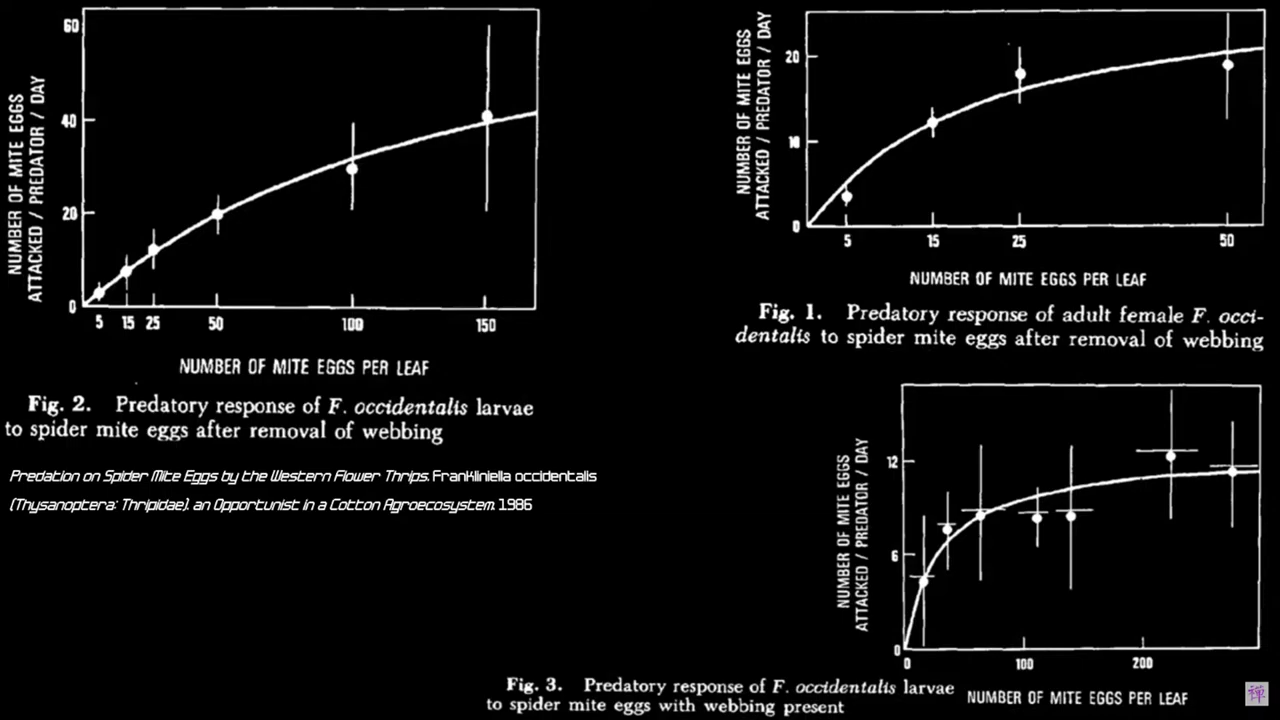 60
40
20
0
5 15 25 50 100 150
NUMBER OF MITE EGGS
ATTACKED / PREDATOR / DAY
NUMBER OF MITE EGGS PER LEAF
Fig. 2. Predatory response of F. occidentalis larvae
to spider mite eggs after removal of webbing
Predation on Spider Mite Eggs by the Western Flower Thrips. Frankliniella occidentalis
(Thysanoptera: Thripidae). an Opportunist in a Cotton Agroecosystem. 1986
20
10
0
5 15 25 50
NUMBER OF MITE EGGS
ATTACKED / PREDATOR / DAY
NUMBER OF MITE EGGS PER LEAF
Fig. 1. Predatory response of adult female F. occi-
dentalis to spider mite eggs after removal of webbing
12
6
0
0 100 200
NUMBER OF MITE EGGS
ATTACKED / PREDATOR / DAY
NUMBER OF MITE EGGS PER LEAF
Fig. 3. Predatory response of F. occidentalis larvae
to spider mite eggs with webbing present
禅